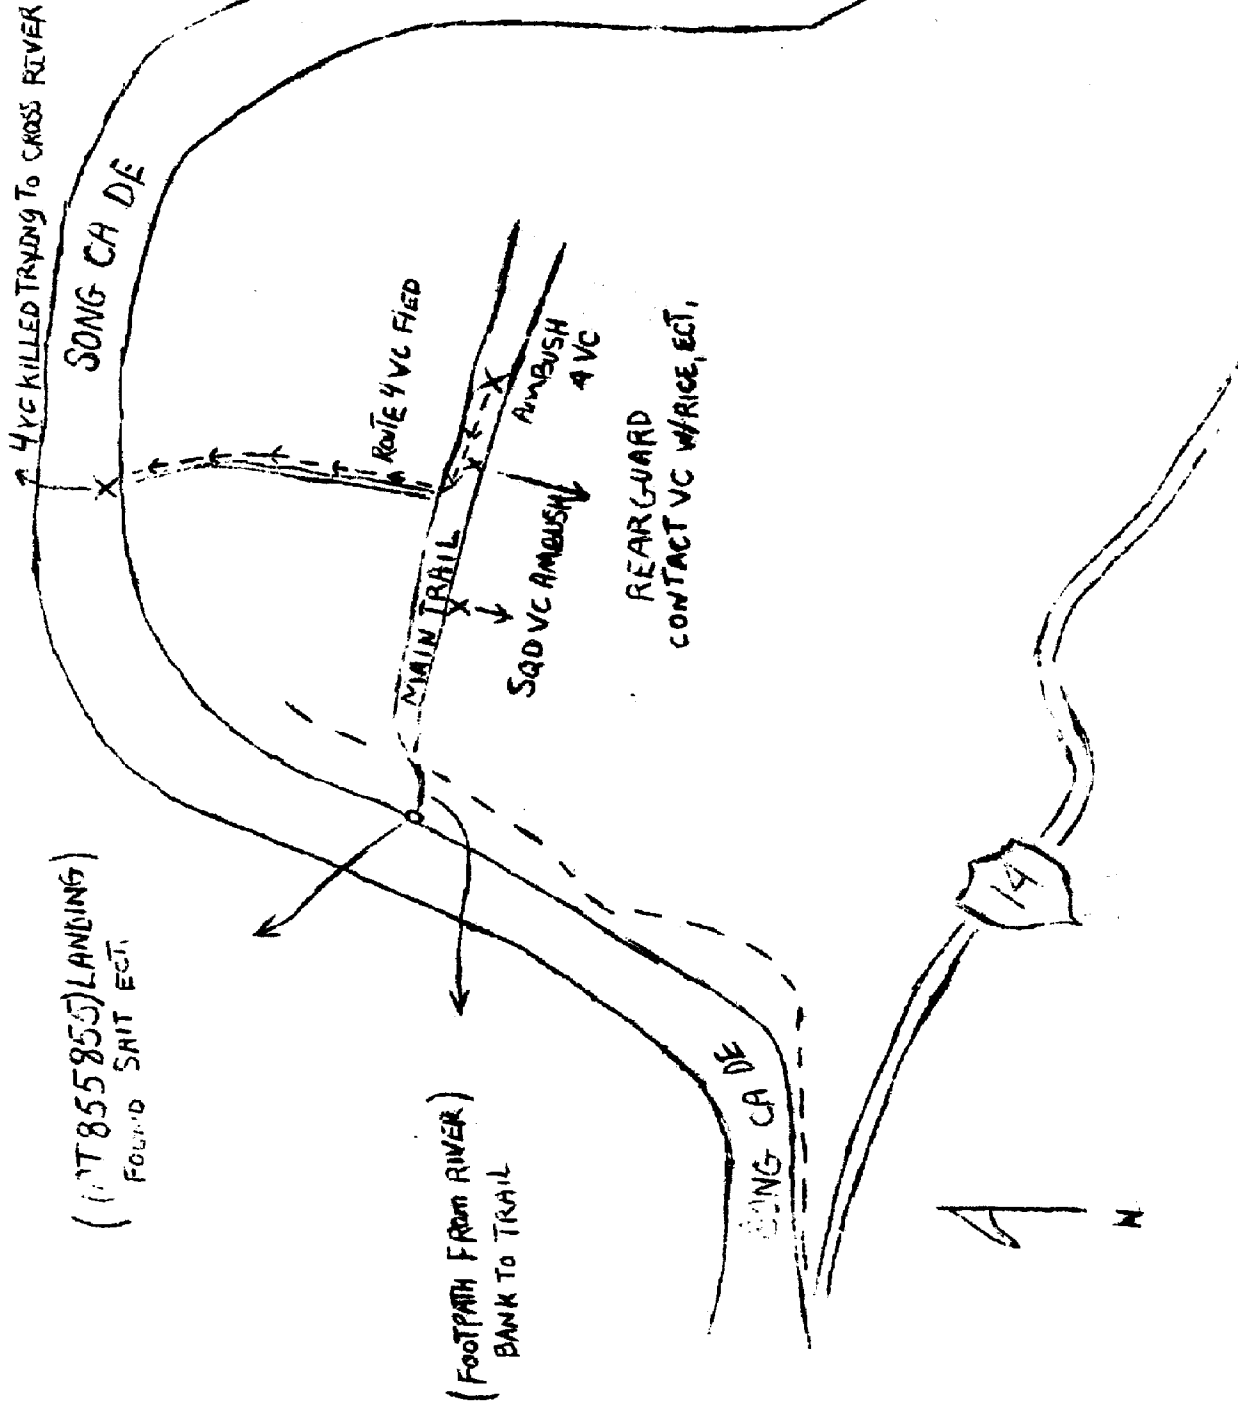 4 VC KILLED TRYING TO CROSS RIVER
SONG CA DE
ROUTE 4 VC FlED
AMBUSH
4 VC
MAIN TRAIL
SQD VC AMBUSH
REARGUARD
CONTACT VC W/RICE, ECT,
T855855) LANDING)
FOUND SAlT ECT,
(FOOTPATH FROM RIVER)
BANK TO TRAIL
SONG CA DE
14
N